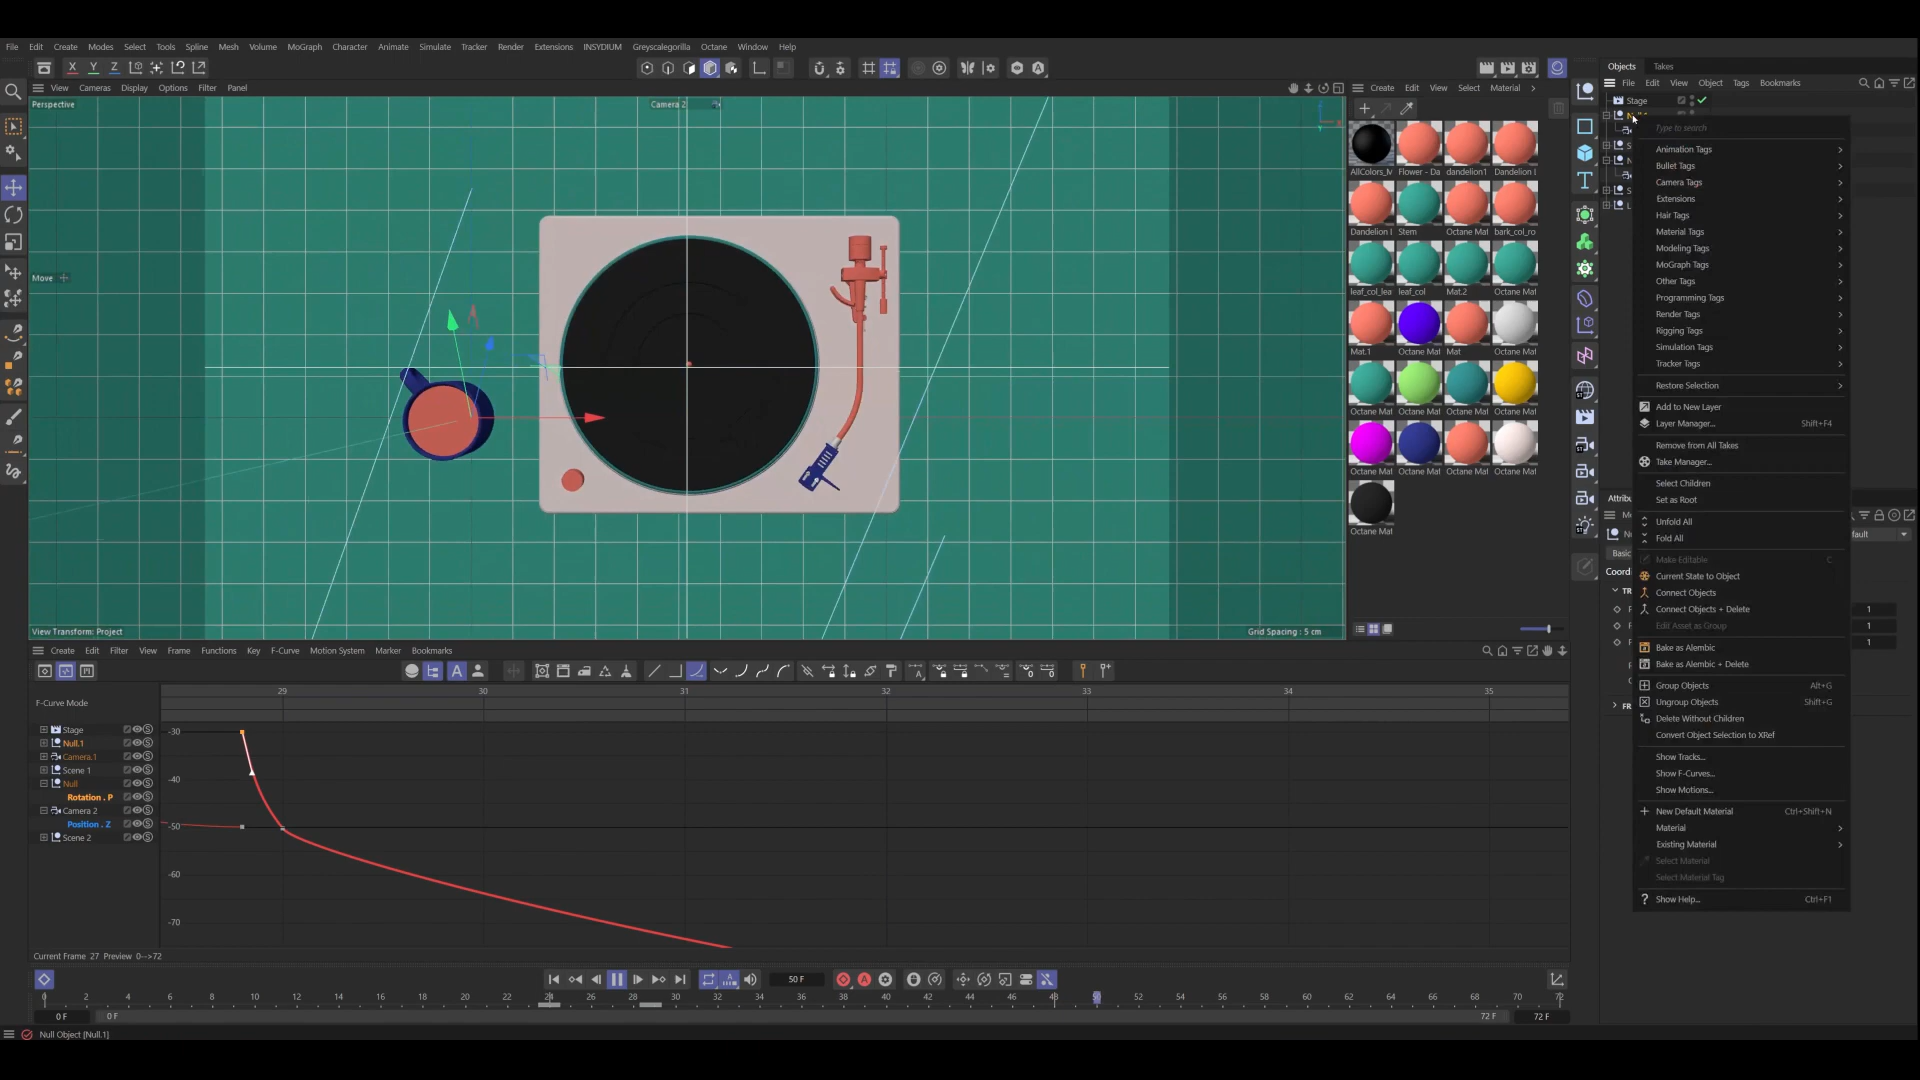 File Edit Create Modes Select Tools Spline Mesh Volume MoGraph Character Animate Simulate Tracker Render Extensions INSYDIUM Greyscalegorilla Octane Window Help
Objects Takes
X Y Z
File Edit View Object Tags Bookmarks
View Cameras Display Options Filter Panel
Create Edit View Select Material
Perspective
Camera 2
Stage
Type to search
Animation Tags
Bullet Tags
Camera Tags
Extensions
Hair Tags
Material Tags
Modeling Tags
MoGraph Tags
Other Tags
Programming Tags
Render Tags
Rigging Tags
Simulation Tags
Tracker Tags
Restore Selection
Add to New Layer
Layer Manager... Shift+F4
Remove from All Takes
Take Manager...
Select Children
Set as Root
Unfold All
Fold All
Make Editable C
Current State to Object
Connect Objects
Connect Objects + Delete
Edit Asset as Group
Bake as Alembic
Bake as Alembic + Delete
Group Objects Alt+G
Ungroup Objects Shift+G
Delete Without Children
Convert Object Selection to XRef
Show Tracks...
Show F-Curves...
Show Motions...
New Default Material Ctrl+Shift+N
Material
Existing Material
Select Material
Select Material Tag
Show Help... Ctrl+F1
AllColors_M Flower - Da dandelion1 Dandelion L
Dandelion L Stem Octane Mat bark_col_ro
leaf_col_lea leaf_col Mat.2 Octane Mat
Mat.1 Octane Mat Mat Octane Mat
Octane Mat Octane Mat Octane Mat Octane Mat
Octane Mat Octane Mat Octane Mat Octane Mat
Octane Mat
Move
View Transform: Project
Grid Spacing : 5 cm
Attribu
fault
Basic
Coord
TR
1
1
1
FR
Create Edit Filter View Frame Functions Key F-Curve Motion System Marker Bookmarks
29 30 31 32 33 34 35
F-Curve Mode
Stage
Null.1
Camera.1
Scene 1
Null
Rotation . P
Camera 2
Position . Z
Scene 2
-30
-40
-50
-60
-70
Current Frame 27 Preview 0-->72
50 F
0 2 4 6 8 10 12 14 16 18 20 22 24 26 28 30 32 34 36 38 40 42 44 46 48 50 52 54 56 58 60 62 64 66 68 70 72
0 F 0 F 72 F 72 F
Null Object [Null.1]